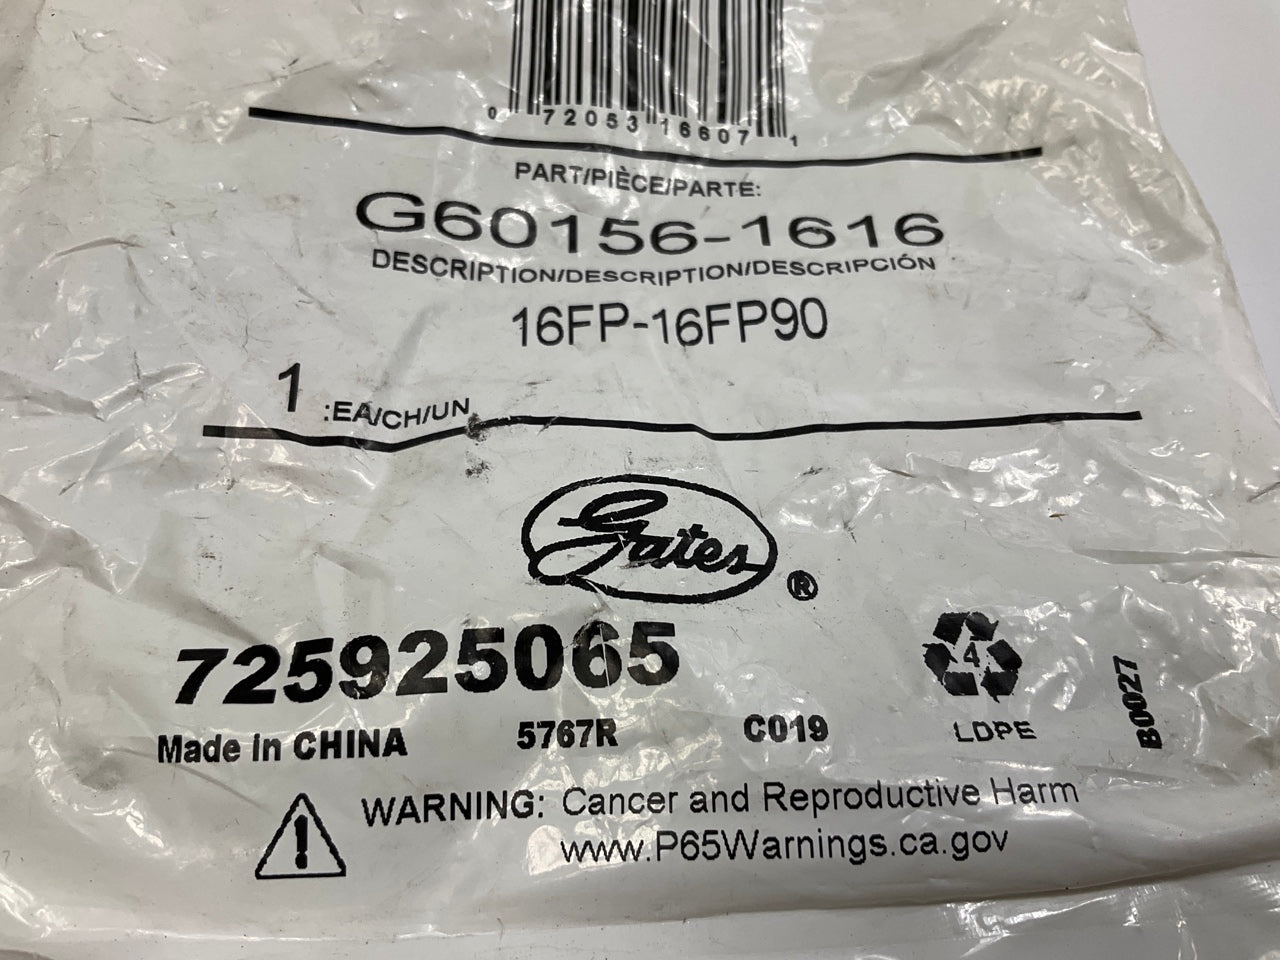 0 72053 16607 1
PART/PIÈCE/PARTE:
G60156-1616
DESCRIPTION/DESCRIPTION/DESCRIPCIÓN
16FP-16FP90
1 :EA/CH/UN
Gates ®
725925065
4
LDPE
B0027
Made in CHINA 5767R C019
WARNING: Cancer and Reproductive Harm
www.P65Warnings.ca.gov